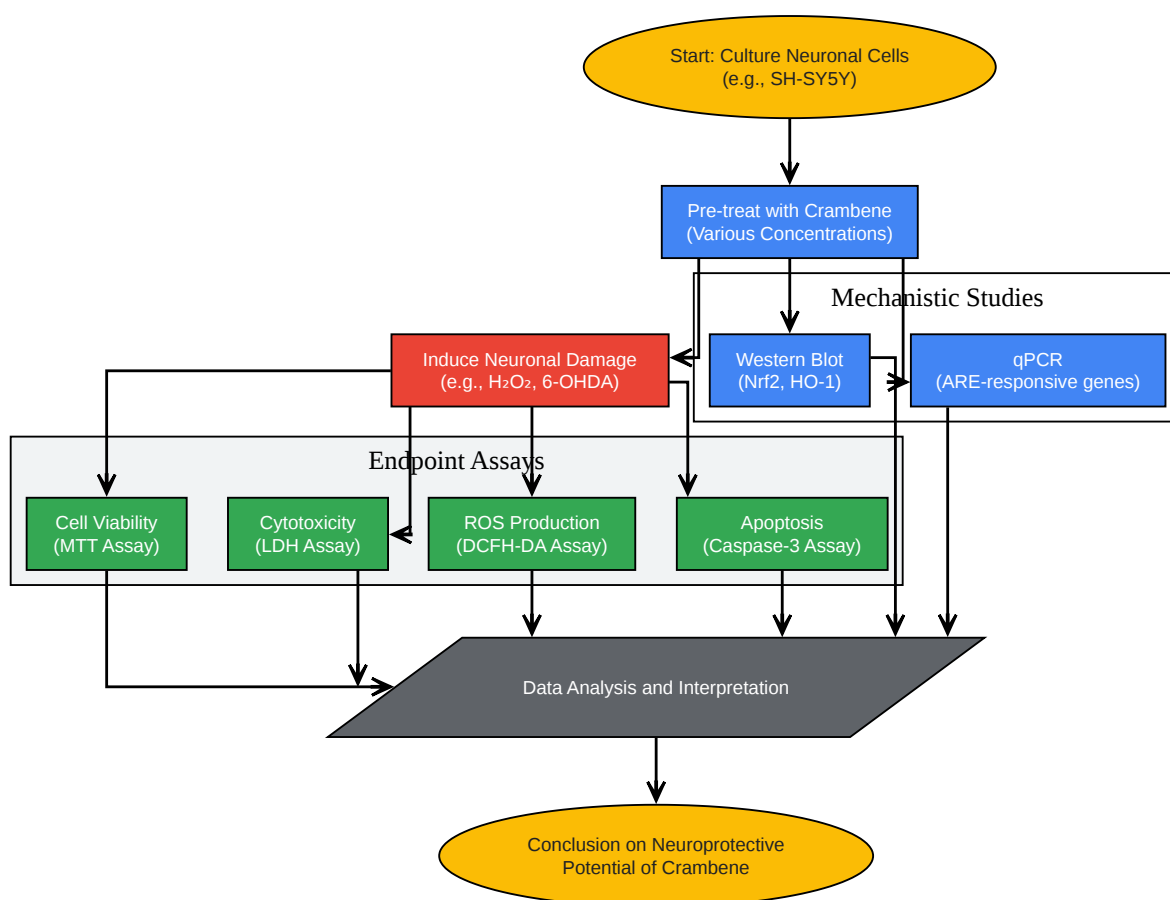 Start: Culture Neuronal Cells
(e.g., SH-SY5Y)
Pre-treat with Crambene
(Various Concentrations)
Mechanistic Studies
Induce Neuronal Damage
(e.g., H₂O₂, 6-OHDA)
Western Blot
(Nrf2, HO-1)
qPCR
(ARE-responsive genes)
Endpoint Assays
Cell Viability
(MTT Assay)
Cytotoxicity
(LDH Assay)
ROS Production
(DCFH-DA Assay)
Apoptosis
(Caspase-3 Assay)
Data Analysis and Interpretation
Conclusion on Neuroprotective
Potential of Crambene